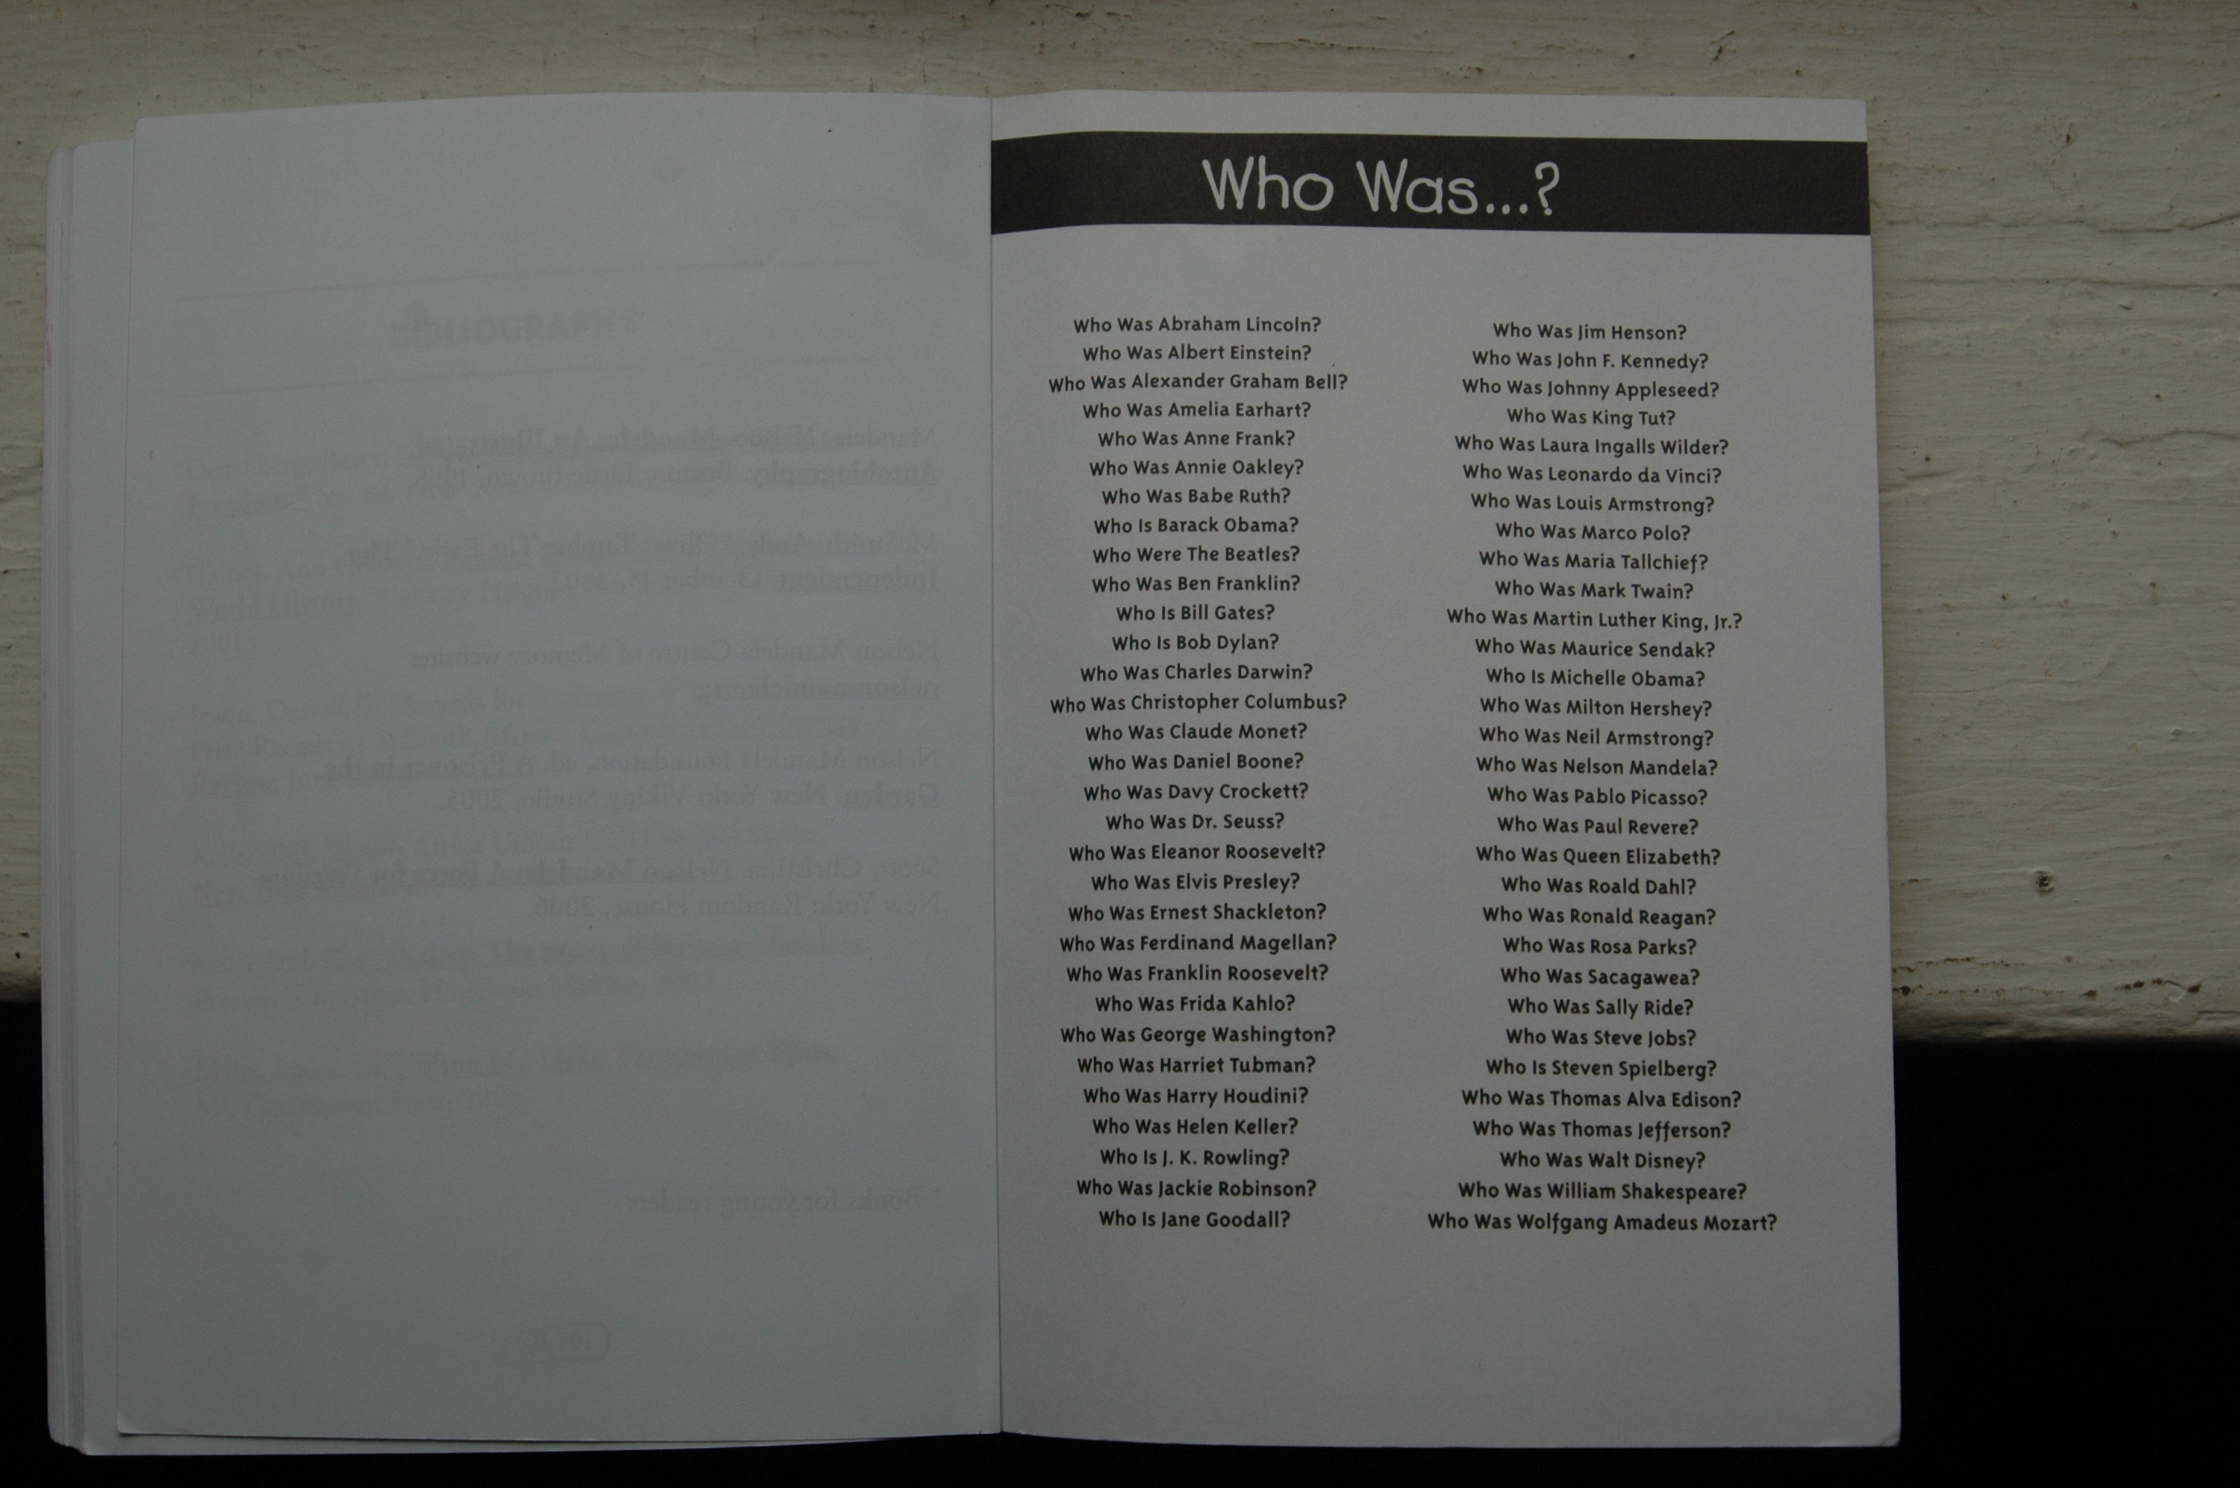 Who Was...?
Who Was Abraham Lincoln?
Who Was Albert Einstein?
Who Was Alexander Graham Bell?
Who Was Amelia Earhart?
Who Was Anne Frank?
Who Was Annie Oakley?
Who Was Babe Ruth?
Who Is Barack Obama?
Who Were The Beatles?
Who Was Ben Franklin?
Who Is Bill Gates?
Who Is Bob Dylan?
Who Was Charles Darwin?
Who Was Christopher Columbus?
Who Was Claude Monet?
Who Was Daniel Boone?
Who Was Davy Crockett?
Who Was Dr. Seuss?
Who Was Eleanor Roosevelt?
Who Was Elvis Presley?
Who Was Ernest Shackleton?
Who Was Ferdinand Magellan?
Who Was Franklin Roosevelt?
Who Was Frida Kahlo?
Who Was George Washington?
Who Was Harriet Tubman?
Who Was Harry Houdini?
Who Was Helen Keller?
Who Is J. K. Rowling?
Who Was Jackie Robinson?
Who Is Jane Goodall?
Who Was Jim Henson?
Who Was John F. Kennedy?
Who Was Johnny Appleseed?
Who Was King Tut?
Who Was Laura Ingalls Wilder?
Who Was Leonardo da Vinci?
Who Was Louis Armstrong?
Who Was Marco Polo?
Who Was Maria Tallchief?
Who Was Mark Twain?
Who Was Martin Luther King, Jr.?
Who Was Maurice Sendak?
Who Is Michelle Obama?
Who Was Milton Hershey?
Who Was Neil Armstrong?
Who Was Nelson Mandela?
Who Was Pablo Picasso?
Who Was Paul Revere?
Who Was Queen Elizabeth?
Who Was Roald Dahl?
Who Was Ronald Reagan?
Who Was Rosa Parks?
Who Was Sacagawea?
Who Was Sally Ride?
Who Was Steve Jobs?
Who Is Steven Spielberg?
Who Was Thomas Alva Edison?
Who Was Thomas Jefferson?
Who Was Walt Disney?
Who Was William Shakespeare?
Who Was Wolfgang Amadeus Mozart?